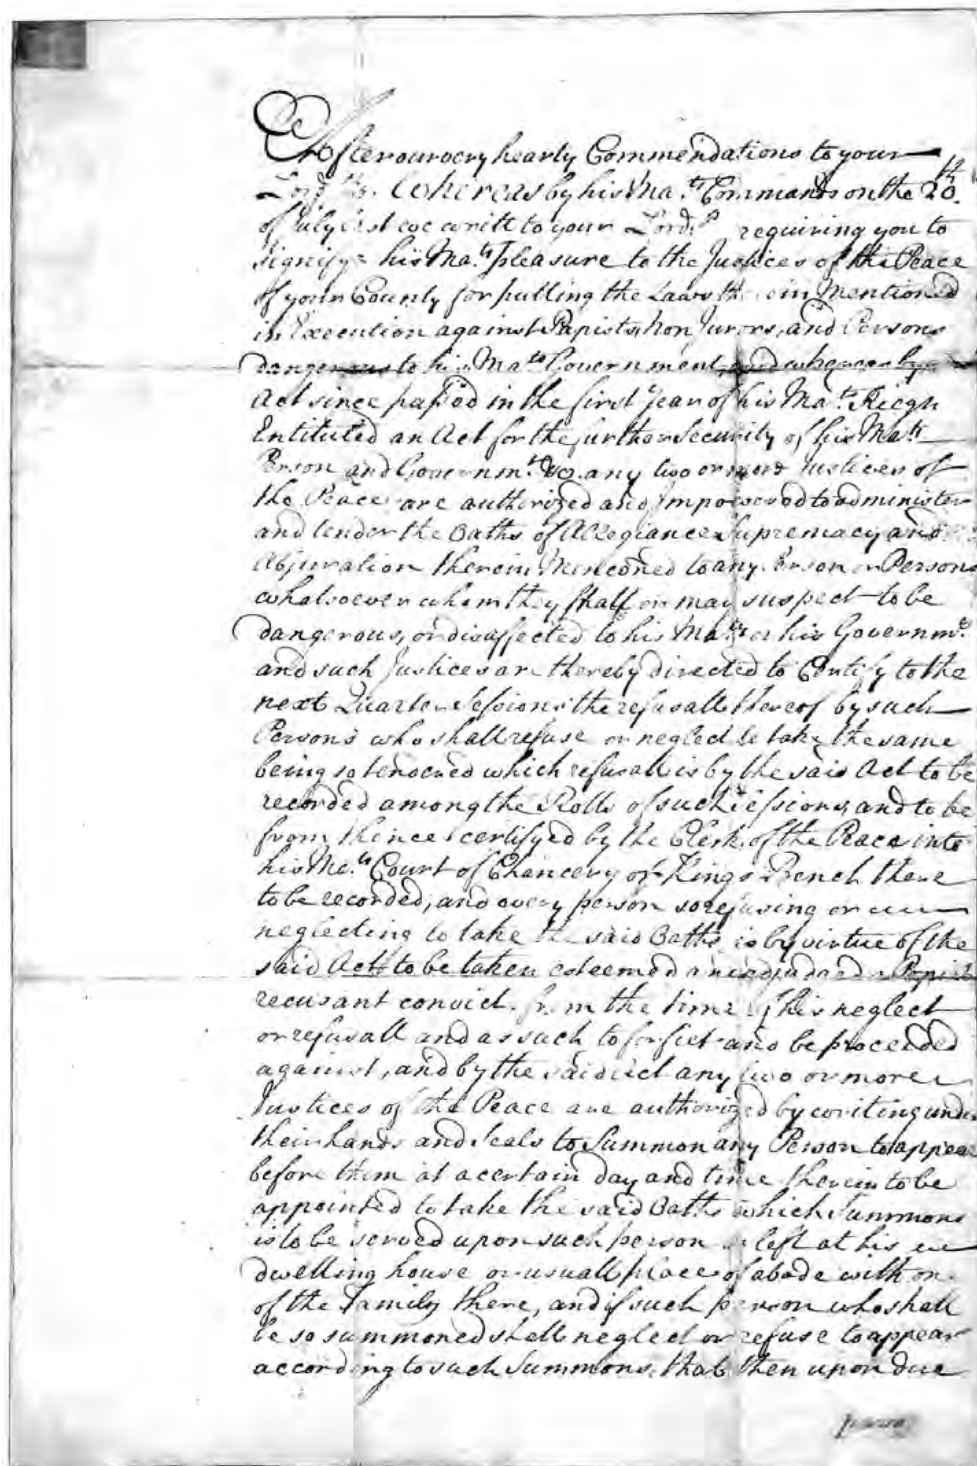 After our very hearty Commendations to your
Lordsp. Whereas by his Ma.ts Commands on the 20.th
of July last we writt to your Lords.p requiring you to
signifye his Ma.ts pleasure to the Justices of the Peace
of your County for putting the Laws therein Mentioned
in Execution against Papists, Non Jurors, and Persons
dangerous to his Ma.ts Government, and whereas by
Act since passed in the first year of his Ma.ts Reign
Entituled an Act for the further Security of his Ma.ts
Person and Governm.t &c. any two or more Justices of
the Peace are authorized and Impowered to administer
and tender the Oaths of Allegiance Supremacy and
Abjuration therein Menconed to any Person or Persons
whatsoever whom they shall or may suspect to be
dangerous, or disaffected to his Ma.ty or his Governm.t
and such Justices are thereby directed to Certify to the
next Quarter Sessions the refusall thereof by such
Persons who shall refuse or neglect to take the same
being so tendered which refusall is by the said Act to be
recorded among the Rolls of such Sessions, and to be
from thence certifyed by the Clerk of the Peace into
his Ma.ts Court of Chancery or Kings Bench there
to be recorded, and every person so refusing or
neglecting to take the said Oaths, is by virtue of the
said Act to be taken esteemed and adjudged a Popish
recusant convict from the time of his neglect
or refusall and as such to forfeit and be proceeded
against, and by the said Act any two or more
Justices of the Peace are authorized by writing under
their hands and Seals to Summon any Person to appear
before them at a certain day and time therein to be
appointed to take the said Oaths which Summons
is to be served upon such person or left at his
dwelling house or usuall place of abode with one
of the Family there, and if such person who shall
be so summoned shall neglect or refuse to appear
according to such Summons, that then upon due